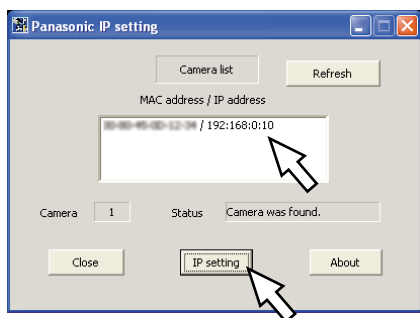 Panasonic IP setting
Camera list
Refresh
MAC address / IP address
/ 192:168:0:10
Camera 1 Status Camera was found.
Close IP setting About